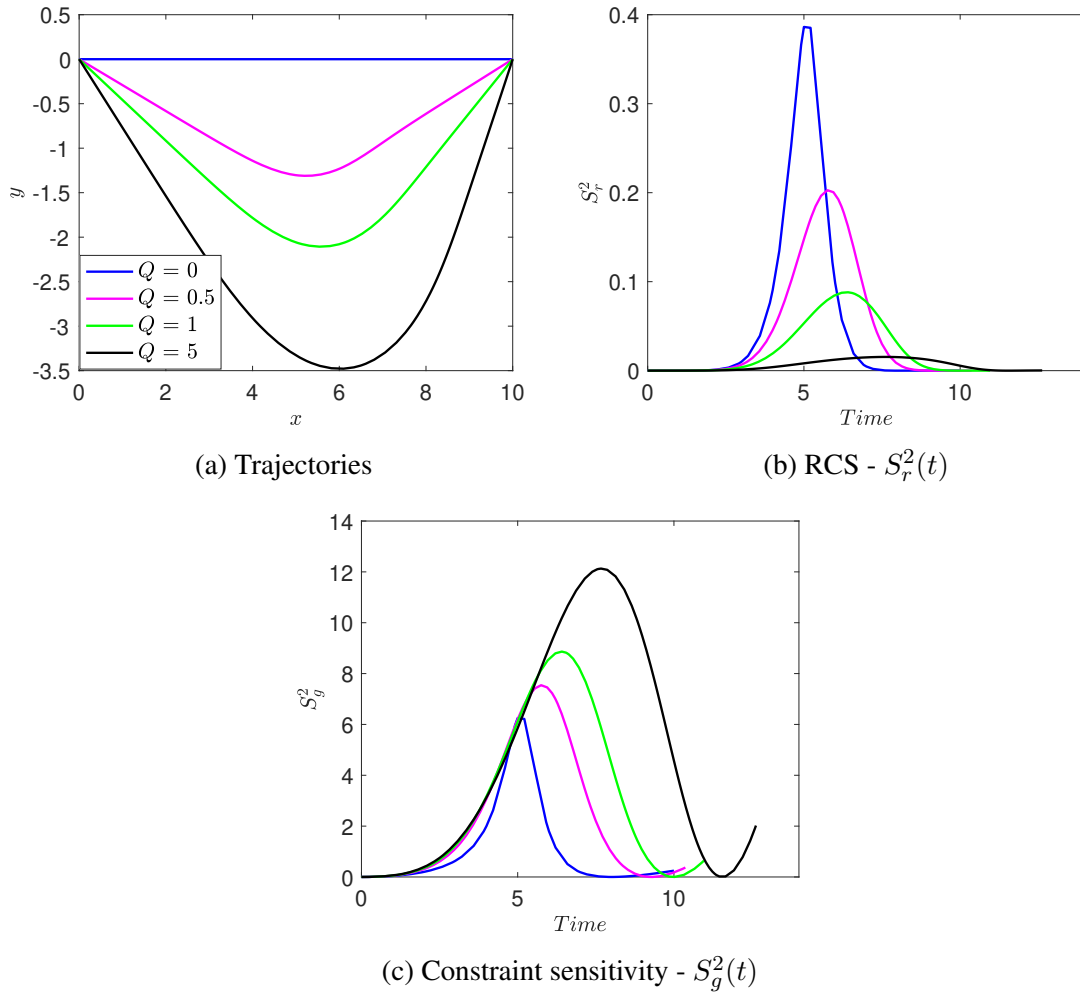 0.5
0
-0.5
-1
-1.5
-2
-2.5
-3
-3.5
y
0 2 4 6 8 10
x
Q = 0
Q = 0.5
Q = 1
Q = 5
(a) Trajectories
0.4
0.3
0.2
0.1
0
S_r^2
0 5 10
Time
(b) RCS - S_r^2(t)
14
12
10
8
6
4
2
0
S_g^2
0 5 10
Time
(c) Constraint sensitivity - S_g^2(t)